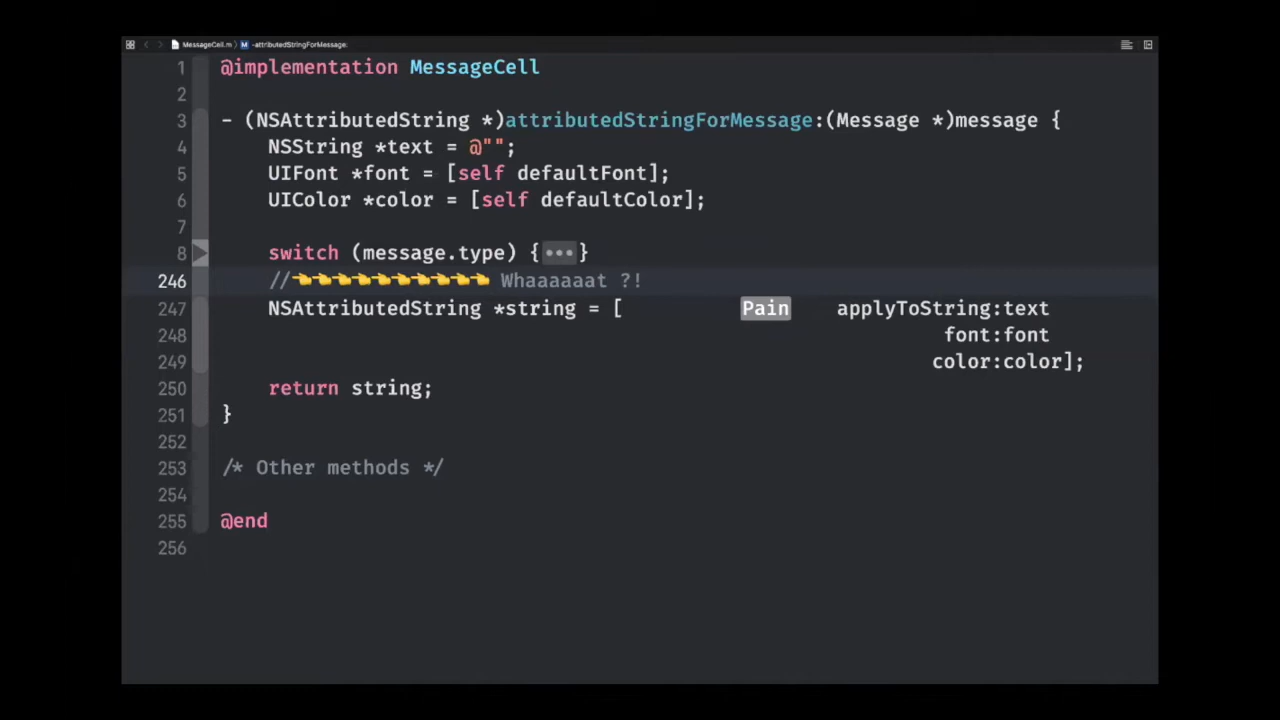 MessageCell.m 〉 M -attributedStringForMessage:
1 @implementation MessageCell
2
3 - (NSAttributedString *)attributedStringForMessage:(Message *)message {
4 NSString *text = @"";
5 UIFont *font = [self defaultFont];
6 UIColor *color = [self defaultColor];
7
8 switch (message.type) {•••}
246 //👈👈👈👈👈👈👈👈👈👈 Whaaaaaat ?!
247 NSAttributedString *string = [ Pain applyToString:text
248 font:font
249 color:color];
250 return string;
251 }
252
253 /* Other methods */
254
255 @end
256